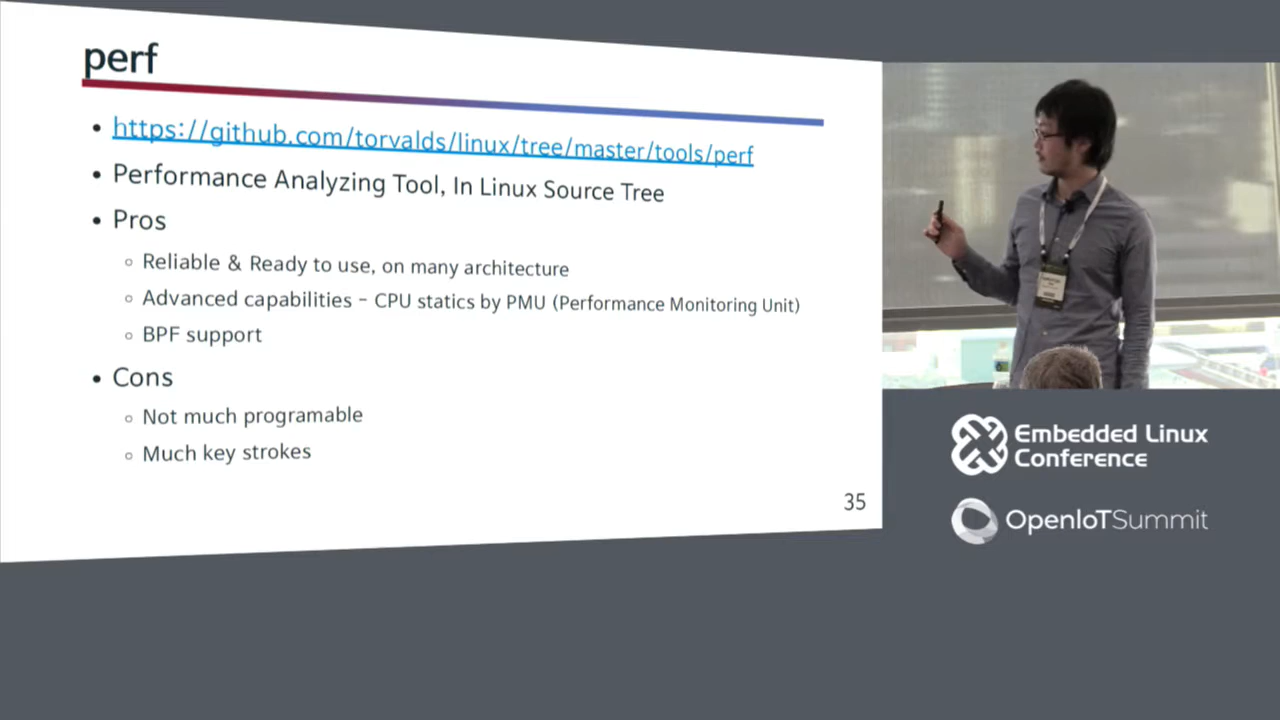 perf
• https://github.com/torvalds/linux/tree/master/tools/perf
• Performance Analyzing Tool, In Linux Source Tree
• Pros
◦ Reliable & Ready to use, on many architecture
◦ Advanced capabilities – CPU statics by PMU (Performance Monitoring Unit)
◦ BPF support
• Cons
◦ Not much programable
◦ Much key strokes
35
Embedded Linux
Conference
OpenIoTSummit